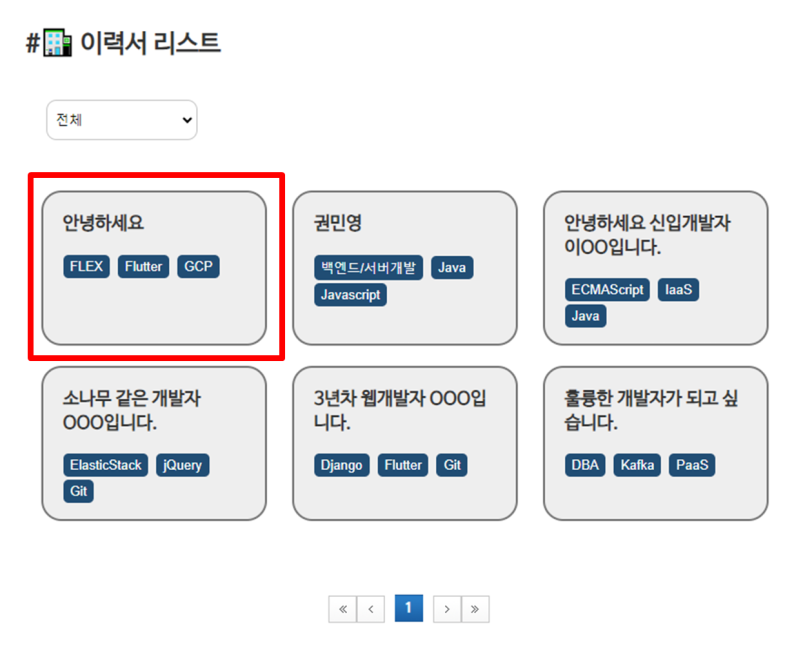 #🏢 이력서 리스트
전체
안녕하세요
FLEX Flutter GCP
권민영
백엔드/서버개발 Java
Javascript
안녕하세요 신입개발자
이OO입니다.
ECMAScript IaaS
Java
소나무 같은 개발자
OOO입니다.
ElasticStack jQuery
Git
3년차 웹개발자 OOO입
니다.
Django Flutter Git
훌륭한 개발자가 되고 싶
습니다.
DBA Kafka PaaS
« ‹ 1 › »